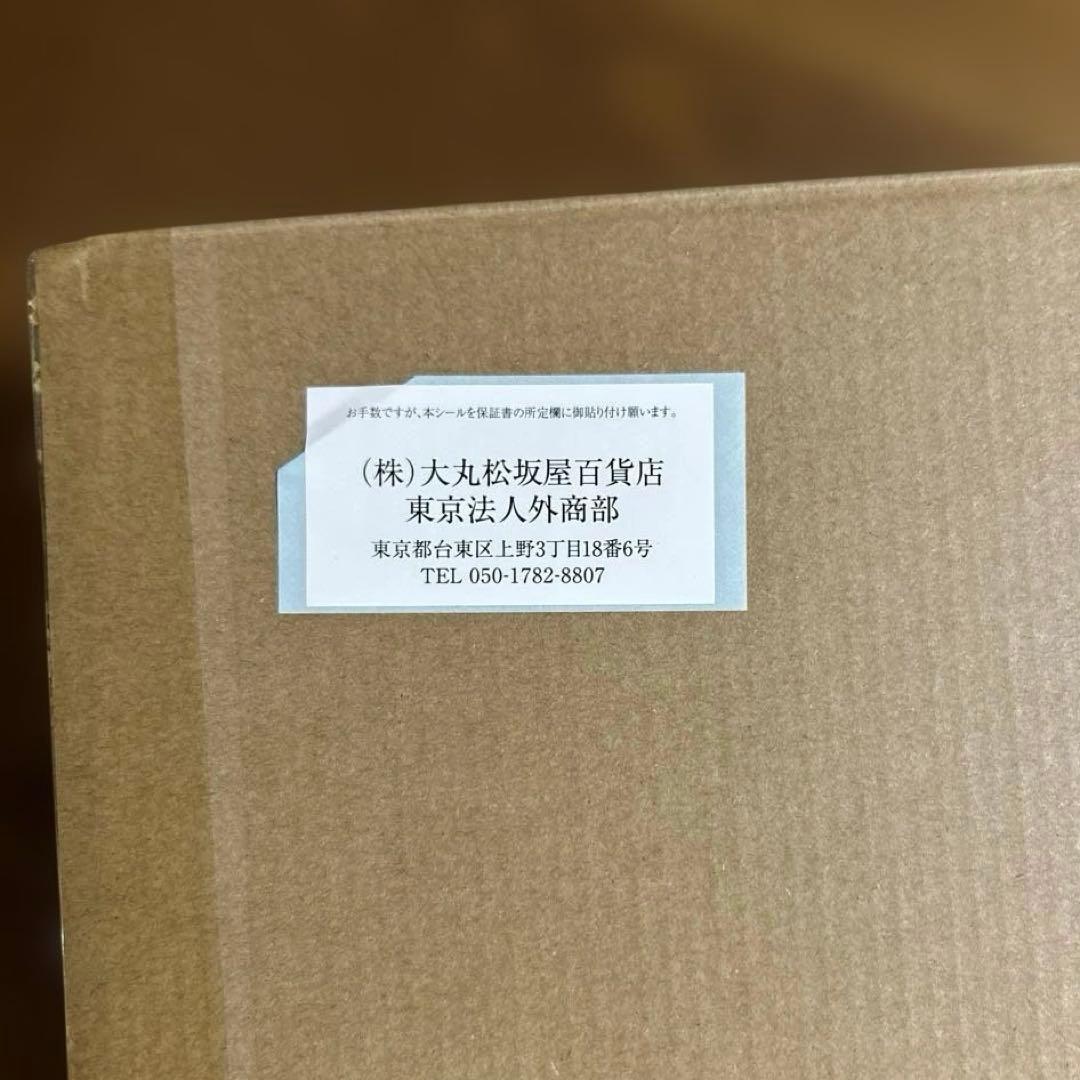 お手数ですが、本シールを保証書の所定欄に御貼り付け願います。
(株)大丸松坂屋百貨店
東京法人外商部
東京都台東区上野3丁目18番6号
TEL 050-1782-8807